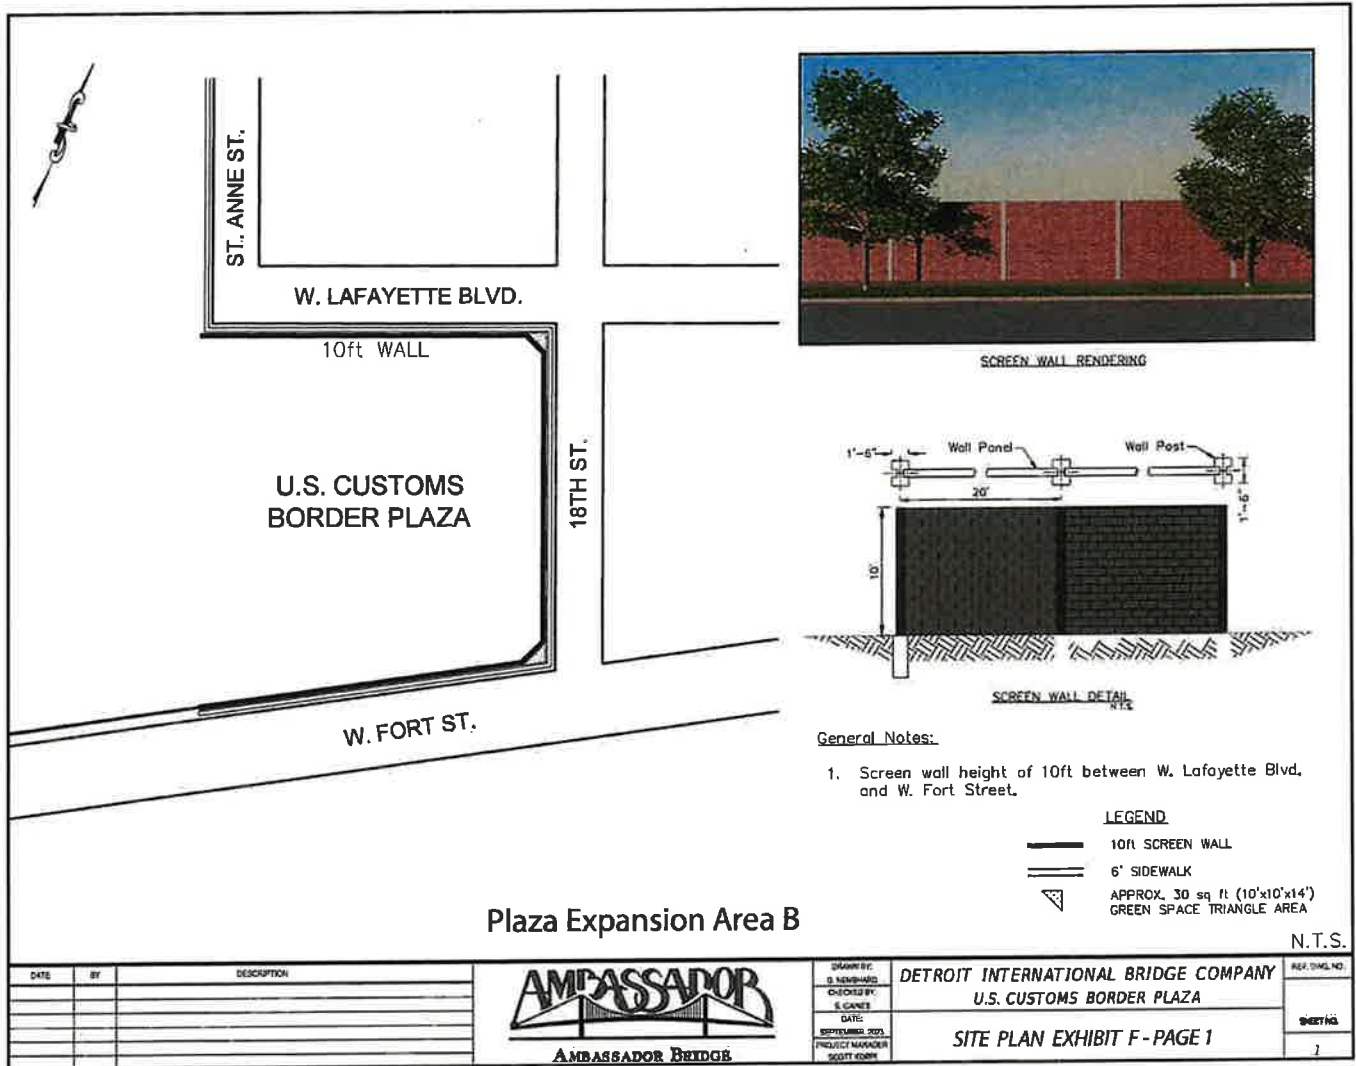 ST. ANNE ST.
W. LAFAYETTE BLVD.
10ft WALL
U.S. CUSTOMS
BORDER PLAZA
18TH ST.
W. FORT ST.
SCREEN WALL RENDERING
1'-6"
Wall Panel
Wall Post
20'
1'-6"
10'
SCREEN WALL DETAIL
N.T.S.
General Notes:
1. Screen wall height of 10ft between W. Lafayette Blvd.
and W. Fort Street.
LEGEND
10ft SCREEN WALL
6' SIDEWALK
APPROX. 30 sq ft (10'x10'x14')
GREEN SPACE TRIANGLE AREA
Plaza Expansion Area B
N.T.S.
DATE BY DESCRIPTION
AMBASSADOR
AMBASSADOR BRIDGE
DRAWN BY:
CHECKED BY:
DATE:
PROJECT MANAGER
DETROIT INTERNATIONAL BRIDGE COMPANY
U.S. CUSTOMS BORDER PLAZA
SITE PLAN EXHIBIT F - PAGE 1
REF. DWG. NO.
SHEET NO.
1